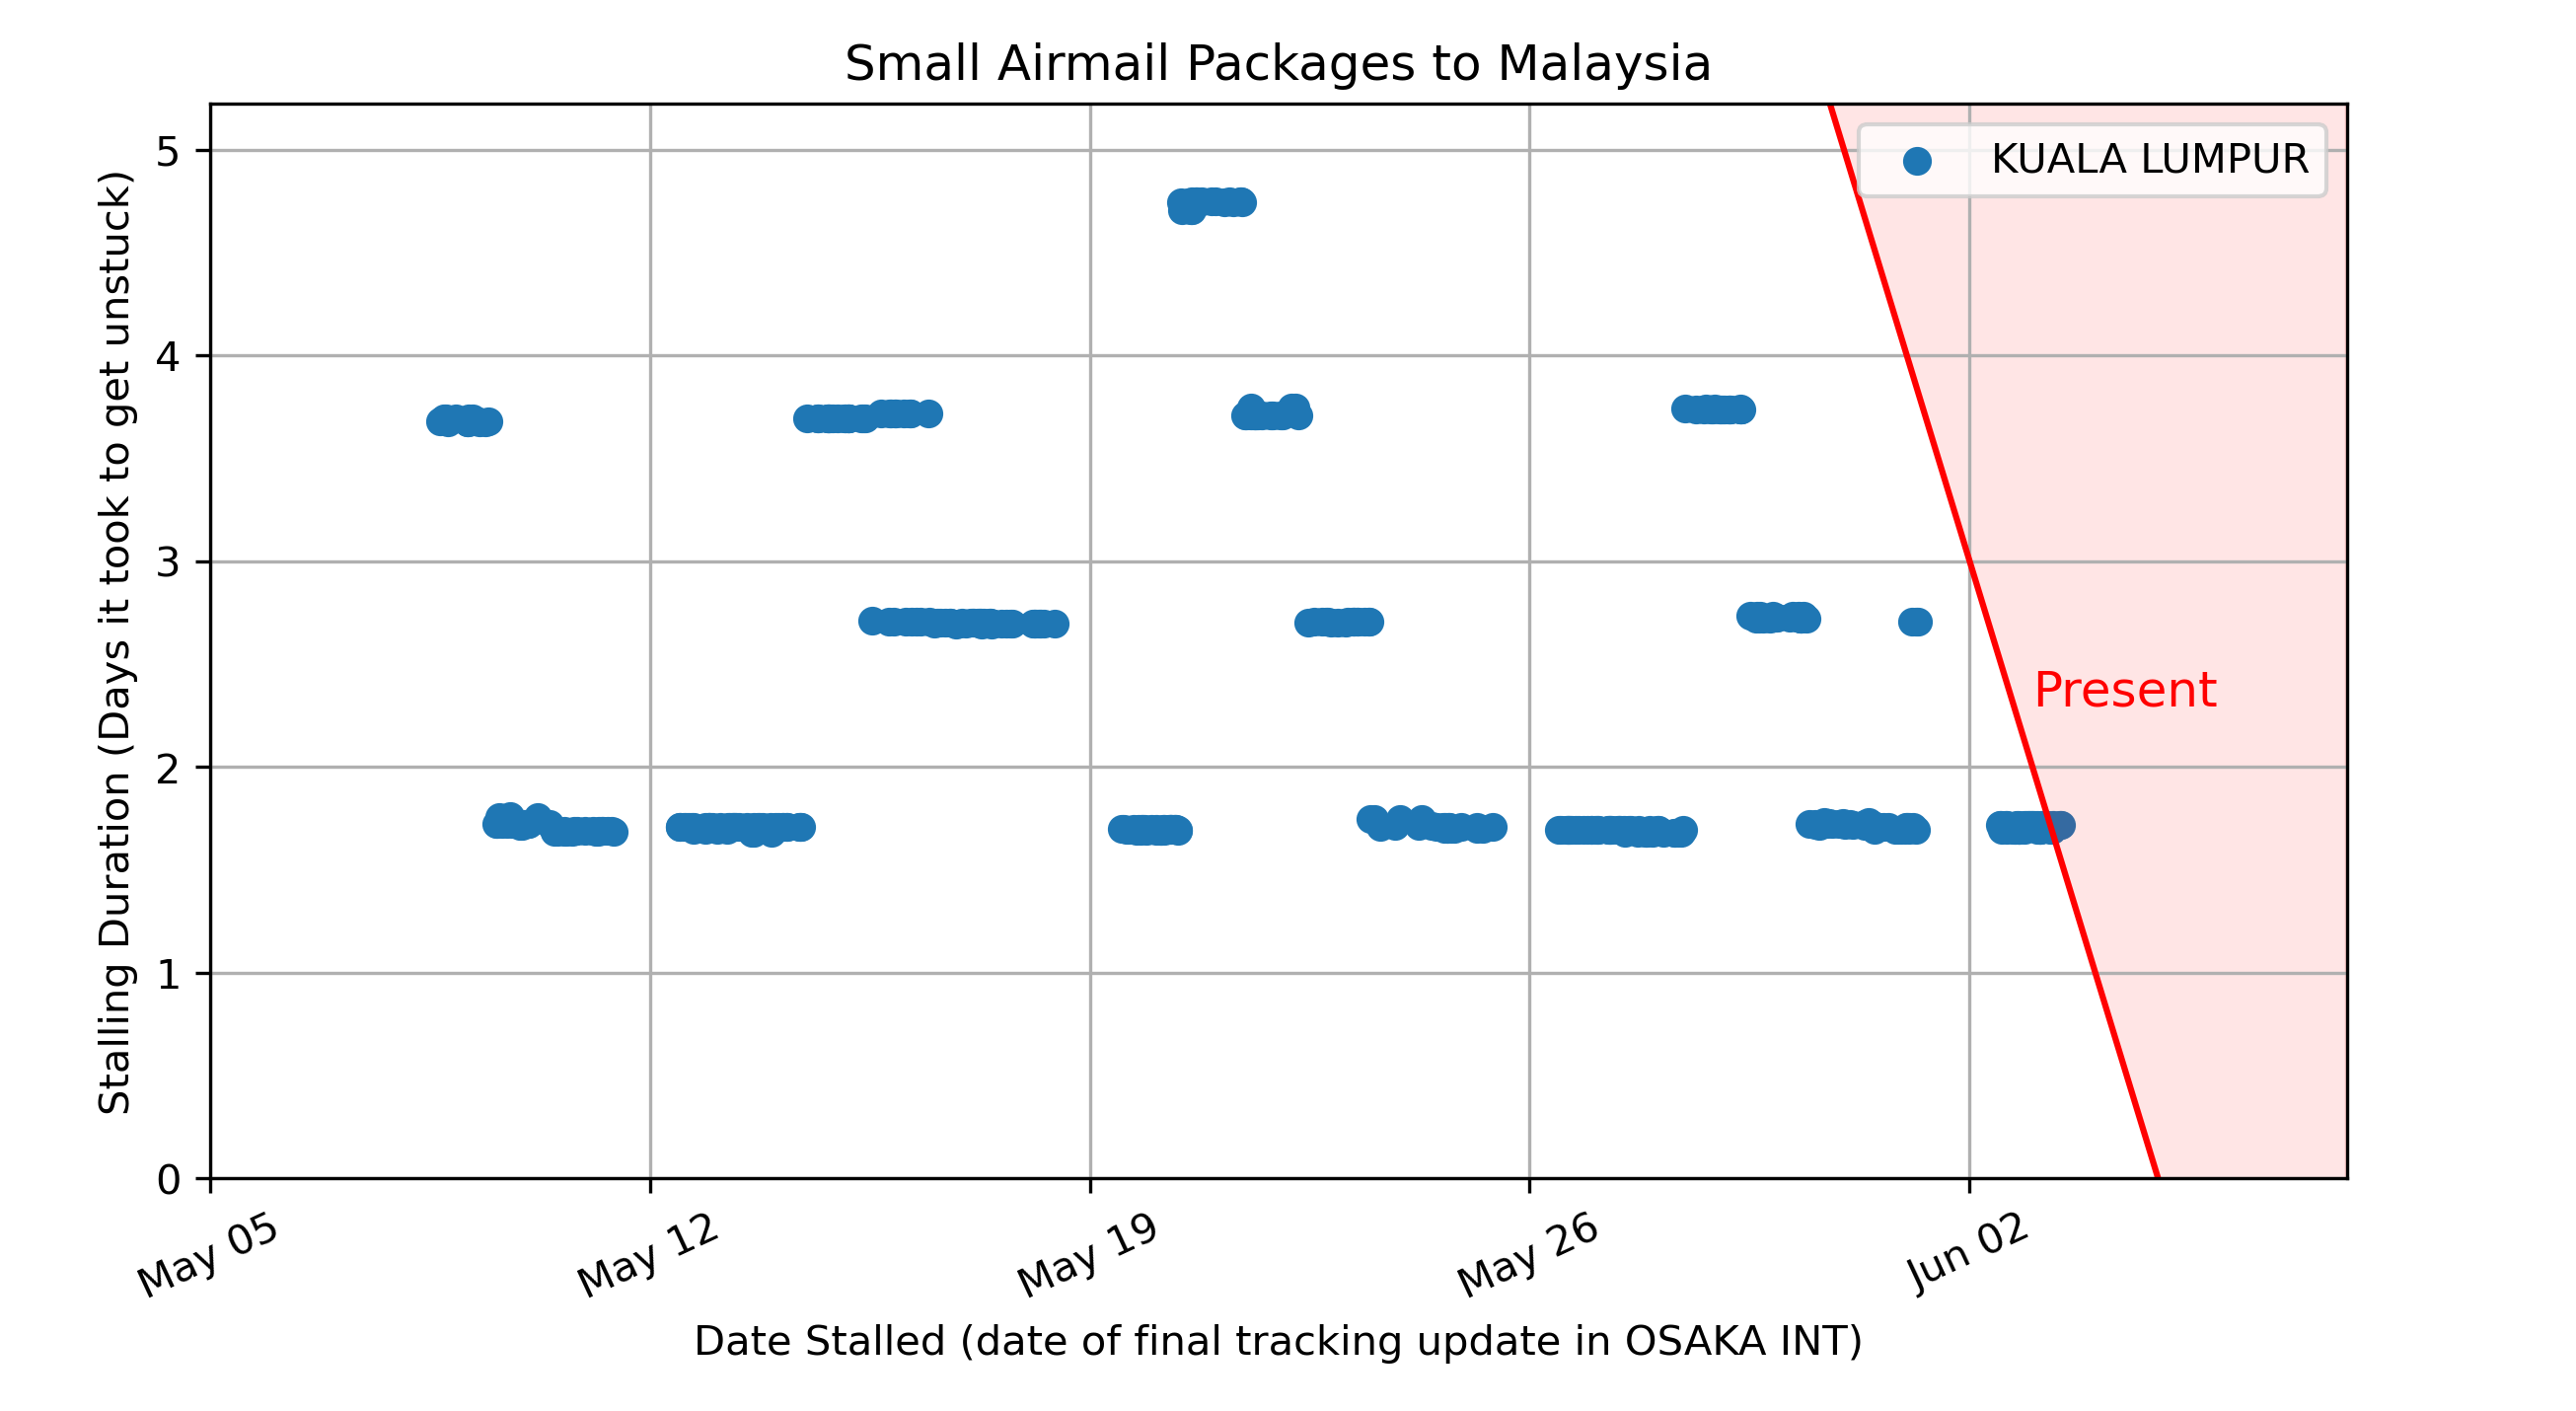 Small Airmail Packages to Malaysia
KUALA LUMPUR
Stalling Duration (Days it took to get unstuck)
5
4
3
2
1
0
Present
May 05
May 12
May 19
May 26
Jun 02
Date Stalled (date of final tracking update in OSAKA INT)